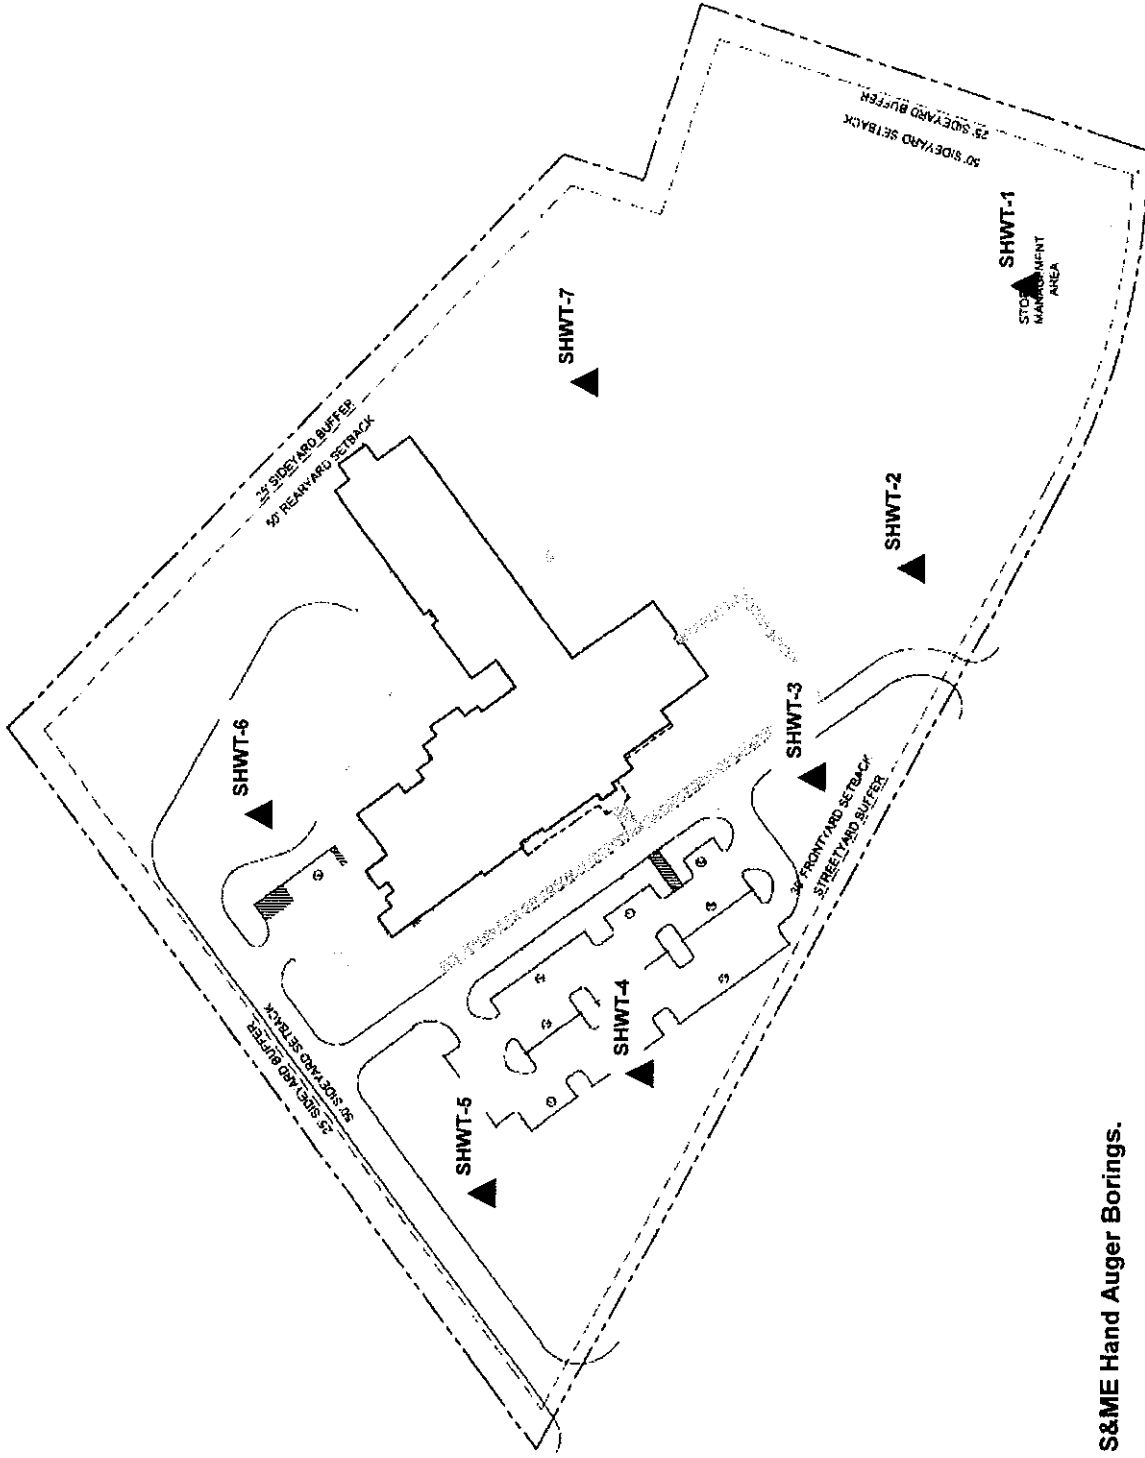 25' SIDEYARD BUFFER
50' SIDEYARD SETBACK
SHWT-1
MANAGEMENT
AREA
SHWT-7
25' SIDEYARD BUFFER
50' REARYARD SETBACK
SHWT-2
SHWT-3
SHWT-6
FRONTYARD SETBACK
STREETYARD BUFFER
SHWT-4
25' SIDEYARD BUFFER
50' SIDEYARD SETBACK
SHWT-5
S&ME Hand Auger Borings.